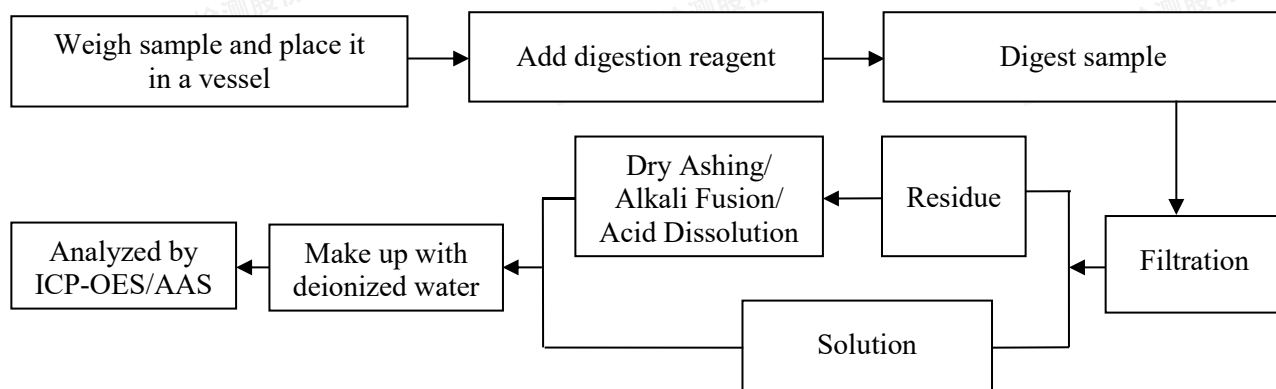 Weigh sample and place it
in a vessel
Add digestion reagent
Digest sample
Dry Ashing/
Alkali Fusion/
Acid Dissolution
Residue
Filtration
Analyzed by
ICP-OES/AAS
Make up with
deionized water
Solution